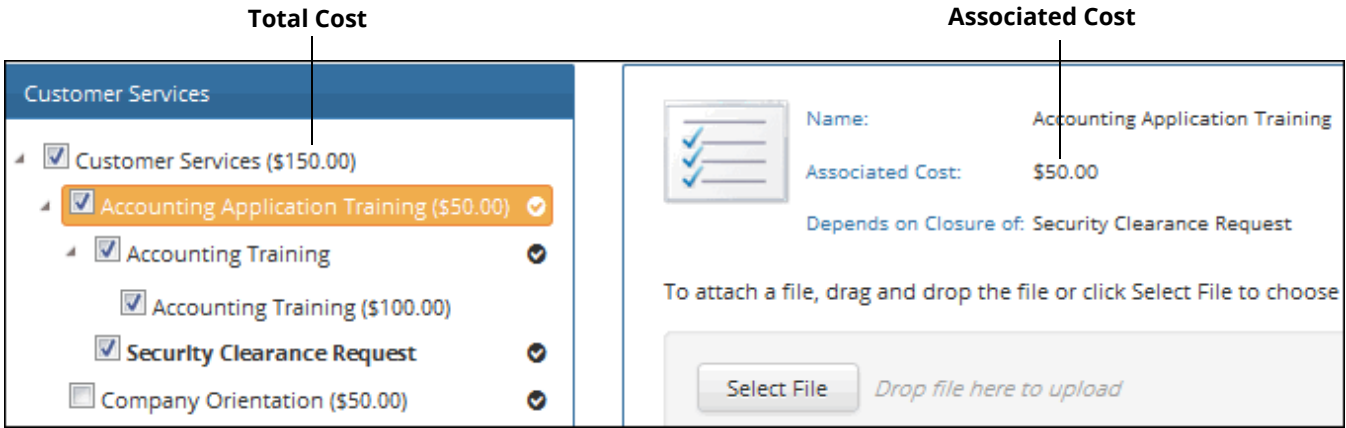 Total Cost
Associated Cost
Customer Services
Customer Services ($150.00)
Accounting Application Training ($50.00)
Accounting Training
Accounting Training ($100.00)
Security Clearance Request
Company Orientation ($50.00)
Name: Accounting Application Training
Associated Cost: $50.00
Depends on Closure of: Security Clearance Request
To attach a file, drag and drop the file or click Select File to choose
Select File Drop file here to upload